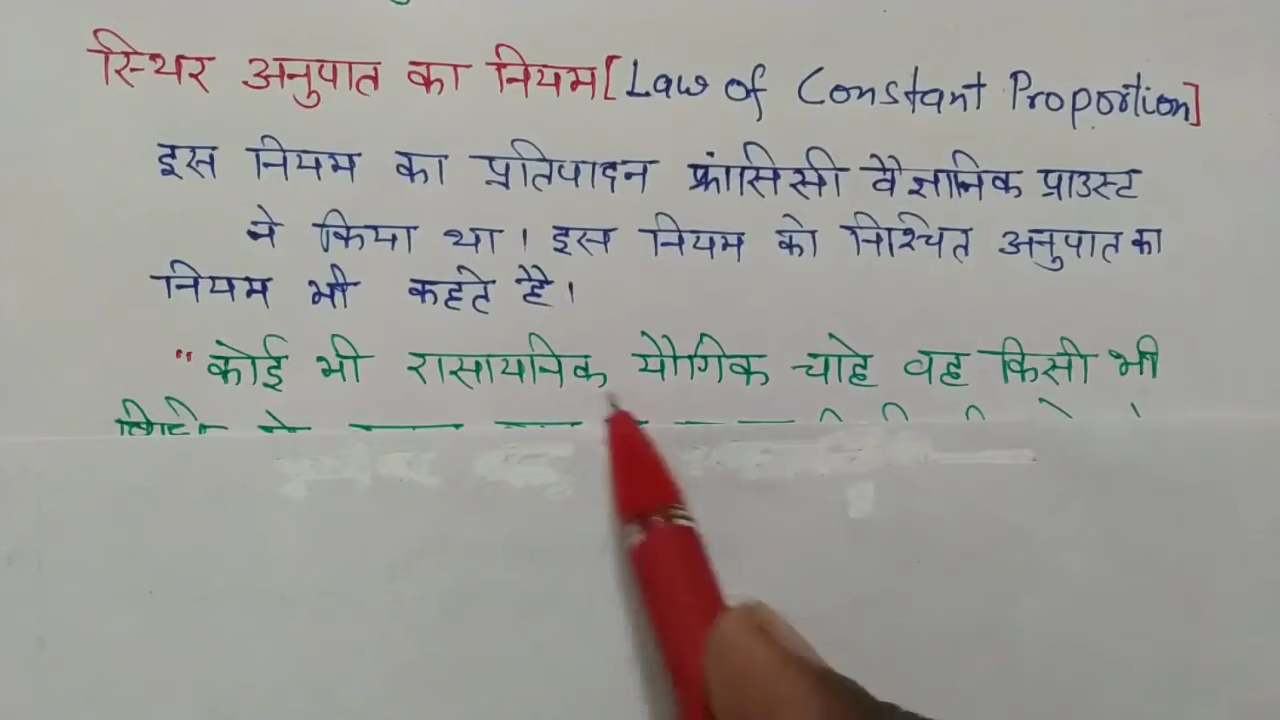 स्थिर अनुपात का नियम [Law of Constant Proportion]
इस नियम का प्रतिपादन फ्रांसिसी वैज्ञानिक प्राउस्ट
ने किया था। इस नियम को निश्चित अनुपात का
नियम भी कहते है।
"कोई भी रासायनिक यौगिक चाहे वह किसी भी